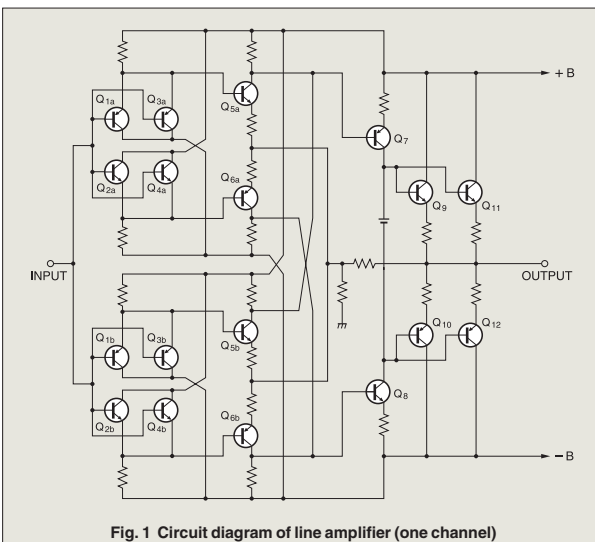 + B
Q1a
Q3a
Q5a
Q7
Q2a
Q4a
Q6a
Q9
Q11
INPUT
OUTPUT
Q1b
Q3b
Q5b
Q10
Q12
Q2b
Q4b
Q6b
Q8
− B
Fig. 1 Circuit diagram of line amplifier (one channel)